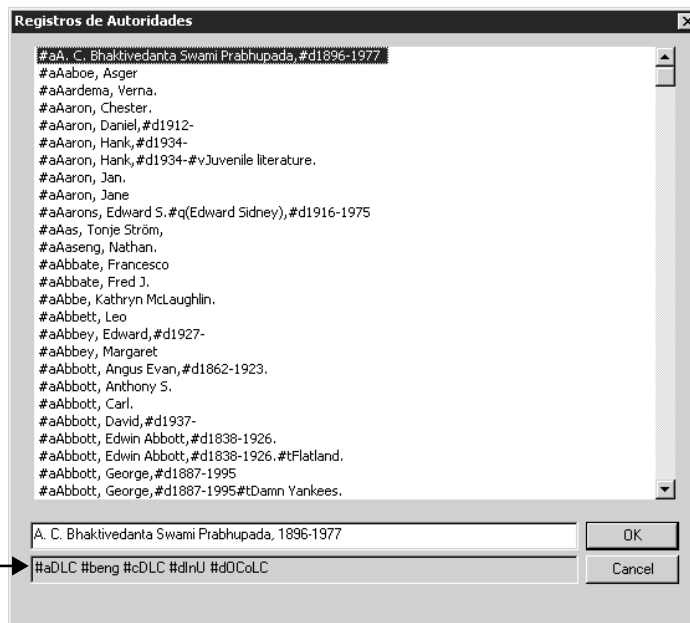 Registros de Autoridades
#aA. C. Bhaktivedanta Swami Prabhupada,#d1896-1977
#aAaboe, Asger
#aAardema, Verna.
#aAaron, Chester.
#aAaron, Daniel,#d1912-
#aAaron, Hank,#d1934-
#aAaron, Hank,#d1934-#vJuvenile literature.
#aAaron, Jan.
#aAaron, Jane
#aAarons, Edward S.#q(Edward Sidney),#d1916-1975
#aAas, Tonje Ström,
#aAaseng, Nathan.
#aAbbate, Francesco
#aAbbate, Fred J.
#aAbbe, Kathryn McLaughlin.
#aAbbett, Leo
#aAbbey, Edward,#d1927-
#aAbbey, Margaret
#aAbbott, Angus Evan,#d1862-1923.
#aAbbott, Anthony S.
#aAbbott, Carl.
#aAbbott, David,#d1937-
#aAbbott, Edwin Abbott,#d1838-1926.
#aAbbott, Edwin Abbott,#d1838-1926.#tFlatland.
#aAbbott, George,#d1887-1995
#aAbbott, George,#d1887-1995#tDamn Yankees.
A. C. Bhaktivedanta Swami Prabhupada, 1896-1977
OK
#aDLC #beng #cDLC #dInU #dOCoLC
Cancel